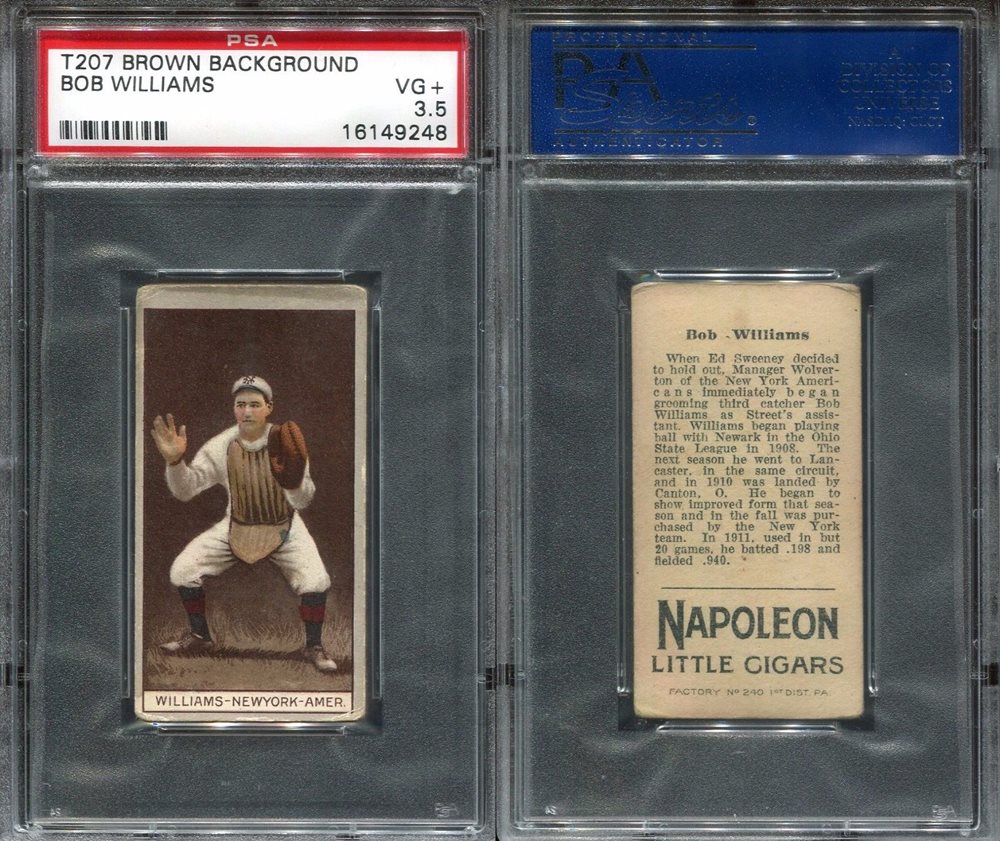 PSA
T207 BROWN BACKGROUND
BOB WILLIAMS
VG +
3.5
16149248
WILLIAMS-NEWYORK-AMER.
PROFESSIONAL
PSA
Sports
AUTHENTICATOR
A
DIVISION OF
COLLECTORS
UNIVERSE
NASDAQ: CLCT
Bob Williams
When Ed Sweeney decided
to hold out, Manager Wolver-
ton of the New York Ameri-
cans immediately began
grooming third catcher Bob
Williams as Street's assis-
tant. Williams began playing
ball with Newark in the Ohio
State League in 1908. The
next season he went to Lan-
caster, in the same circuit,
and in 1910 was landed by
Canton, O. He began to
show improved form that sea-
son and in the fall was pur-
chased by the New York
team. In 1911, used in but
20 games, he batted .198 and
fielded .940.
NAPOLEON
LITTLE CIGARS
FACTORY No 240 1ST DIST. PA.